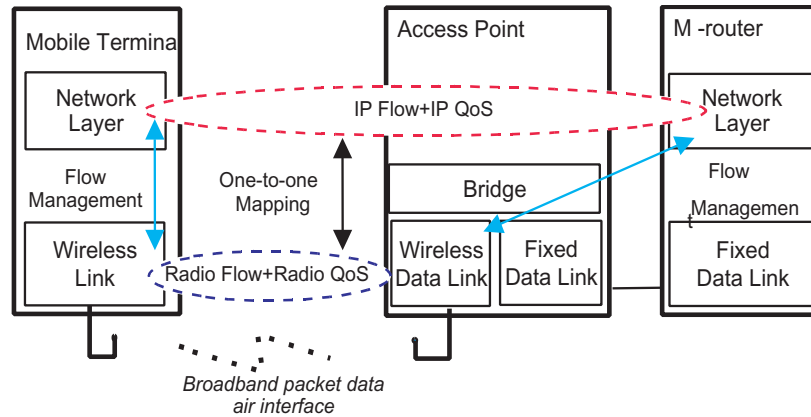 Mobile Termina
Access Point
M -router
Network
Layer
IP Flow+IP QoS
Network
Layer
Flow
Management
One-to-one
Mapping
Bridge
Flow
Managemen
t
Wireless
Link
Radio Flow+Radio QoS
Wireless
Data Link
Fixed
Data Link
Fixed
Data Link
Broadband packet data
air interface